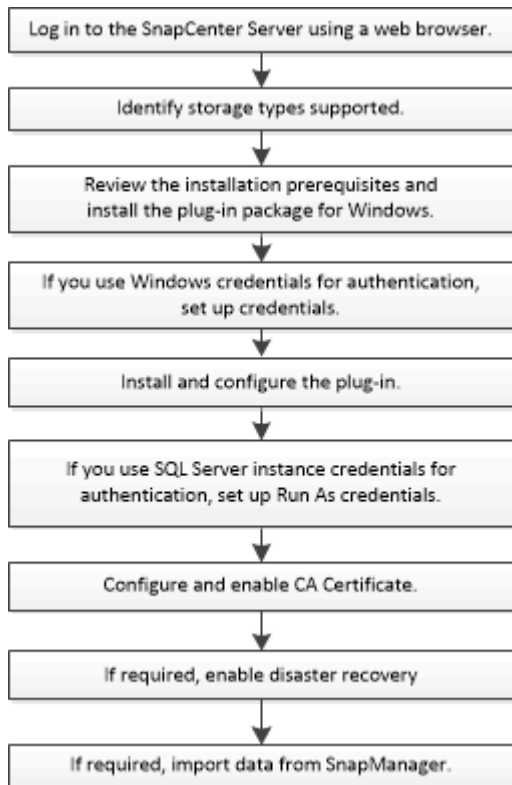 Log in to the SnapCenter Server using a web browser.
Identify storage types supported.
Review the installation prerequisites and
install the plug-in package for Windows.
If you use Windows credentials for authentication,
set up credentials.
Install and configure the plug-in.
If you use SQL Server instance credentials for
authentication, set up Run As credentials.
Configure and enable CA Certificate.
If required, enable disaster recovery
If required, import data from SnapManager.